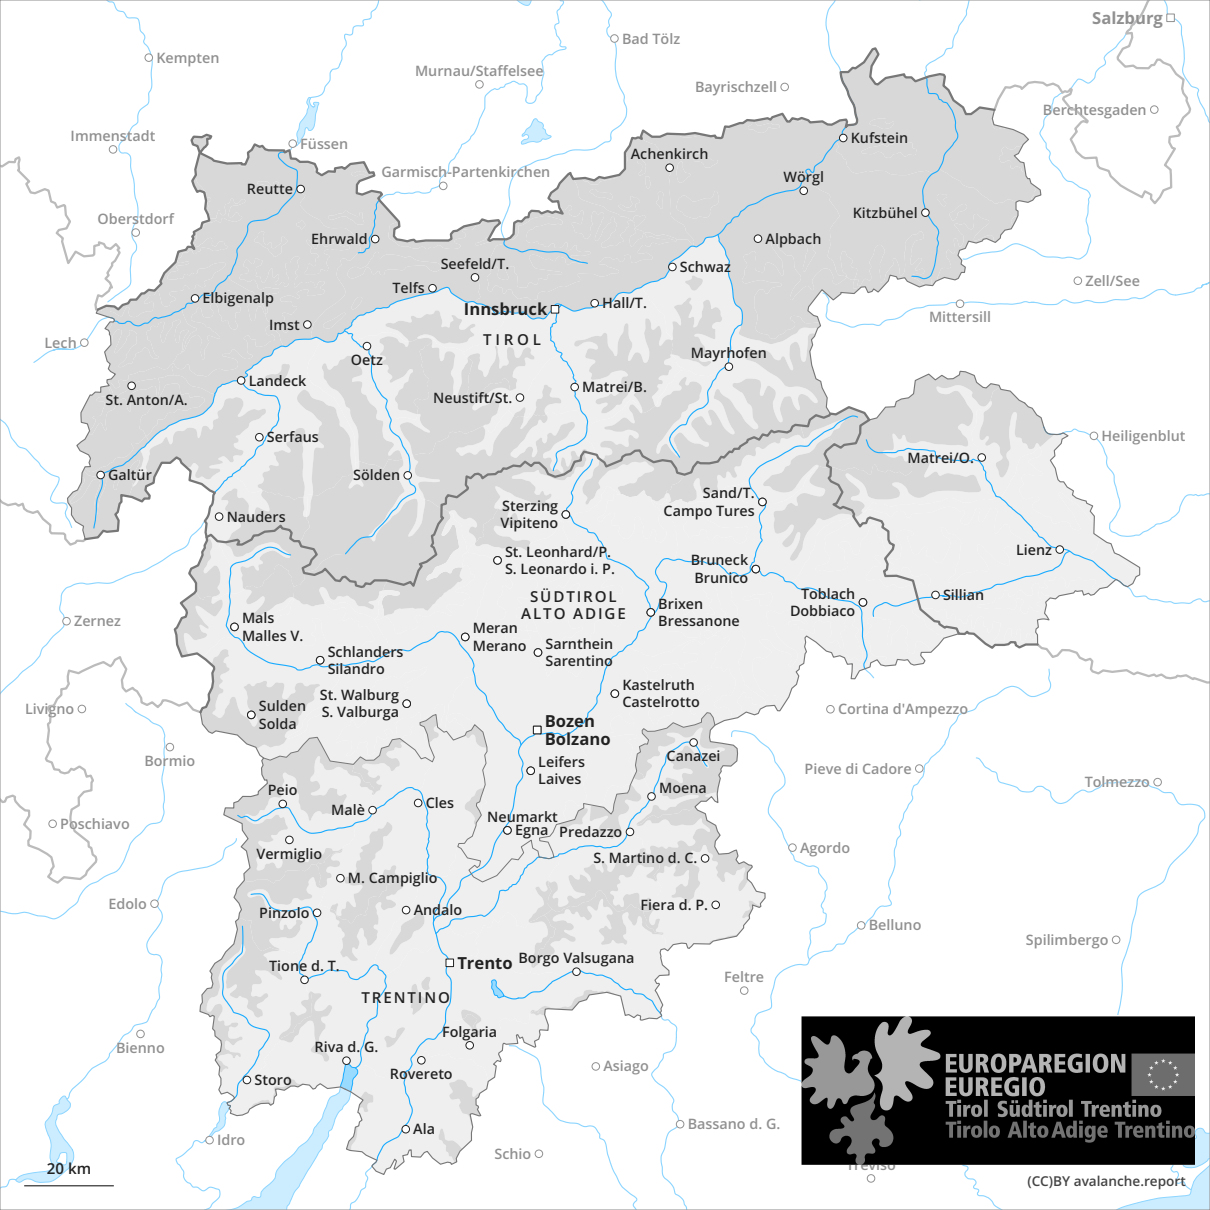 Salzburg
Bad Tölz
Kempten
Murnau/Staffelsee
Bayrischzell
Berchtesgaden
Immenstadt
Füssen
Kufstein
Achenkirch
Garmisch-Partenkirchen
Wörgl
Reutte
Oberstdorf
Kitzbühel
Ehrwald
Alpbach
Seefeld/T.
Schwaz
Zell/See
Telfs
Elbigenalp
Hall/T.
Innsbruck
Mittersill
Imst
TIROL
Lech
Oetz
Mayrhofen
Landeck
Matrei/B.
St. Anton/A.
Neustift/St.
Serfaus
Heiligenblut
Matrei/O.
Galtür
Sölden
Sand/T.
Campo Tures
Sterzing
Vipiteno
Nauders
St. Leonhard/P.
S. Leonardo i. P.
Lienz
Bruneck
Brunico
SÜDTIROL
ALTO ADIGE
Toblach
Dobbiaco
Sillian
Brixen
Bressanone
Zernez
Mals
Malles V.
Meran
Merano
Sarnthein
Sarentino
Schlanders
Silandro
Kastelruth
Castelrotto
St. Walburg
S. Valburga
Sulden
Solda
Livigno
Cortina d'Ampezzo
Bozen
Bolzano
Bormio
Canazei
Leifers
Laives
Pieve di Cadore
Tolmezzo
Peio
Moena
Malè
Cles
Neumarkt
Egna
Predazzo
Poschiavo
Vermiglio
Agordo
S. Martino d. C.
M. Campiglio
Edolo
Pinzolo
Andalo
Fiera d. P.
Belluno
Spilimbergo
Tione d. T.
Trento
Borgo Valsugana
Feltre
TRENTINO
Folgaria
Bienno
Riva d. G.
Asiago
Rovereto
Storo
Bassano d. G.
Idro
Ala
Schio
Treviso
EUROPAREGION
EUREGIO
Tirol Südtirol Trentino
Tirolo Alto Adige Trentino
20 km
(CC)BY avalanche.report